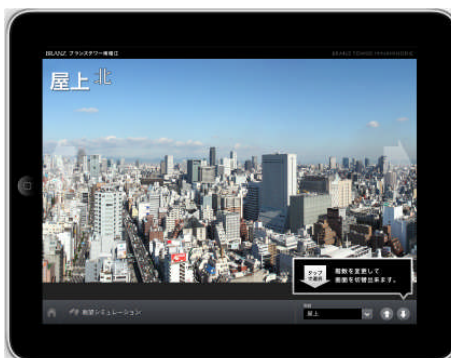 BRANZ ブランズタワー南堀江
BRANZ TOWER MINAMIHORIE
屋上 北
タップで選択
階数を変更して
画面を切替出来ます。
眺望シミュレーション
階数
屋上